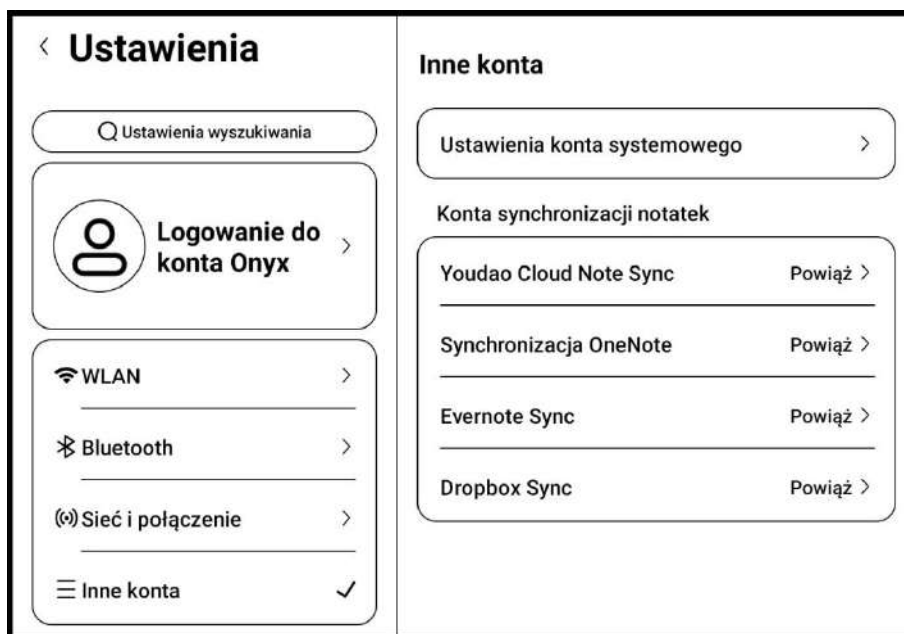 Ustawienia
Ustawienia wyszukiwania
Logowanie do
konta Onyx
WLAN
Bluetooth
Sieć i połączenie
Inne konta
Inne konta
Ustawienia konta systemowego
Konta synchronizacji notatek
Youdao Cloud Note Sync Powiąż
Synchronizacja OneNote Powiąż
Evernote Sync Powiąż
Dropbox Sync Powiąż